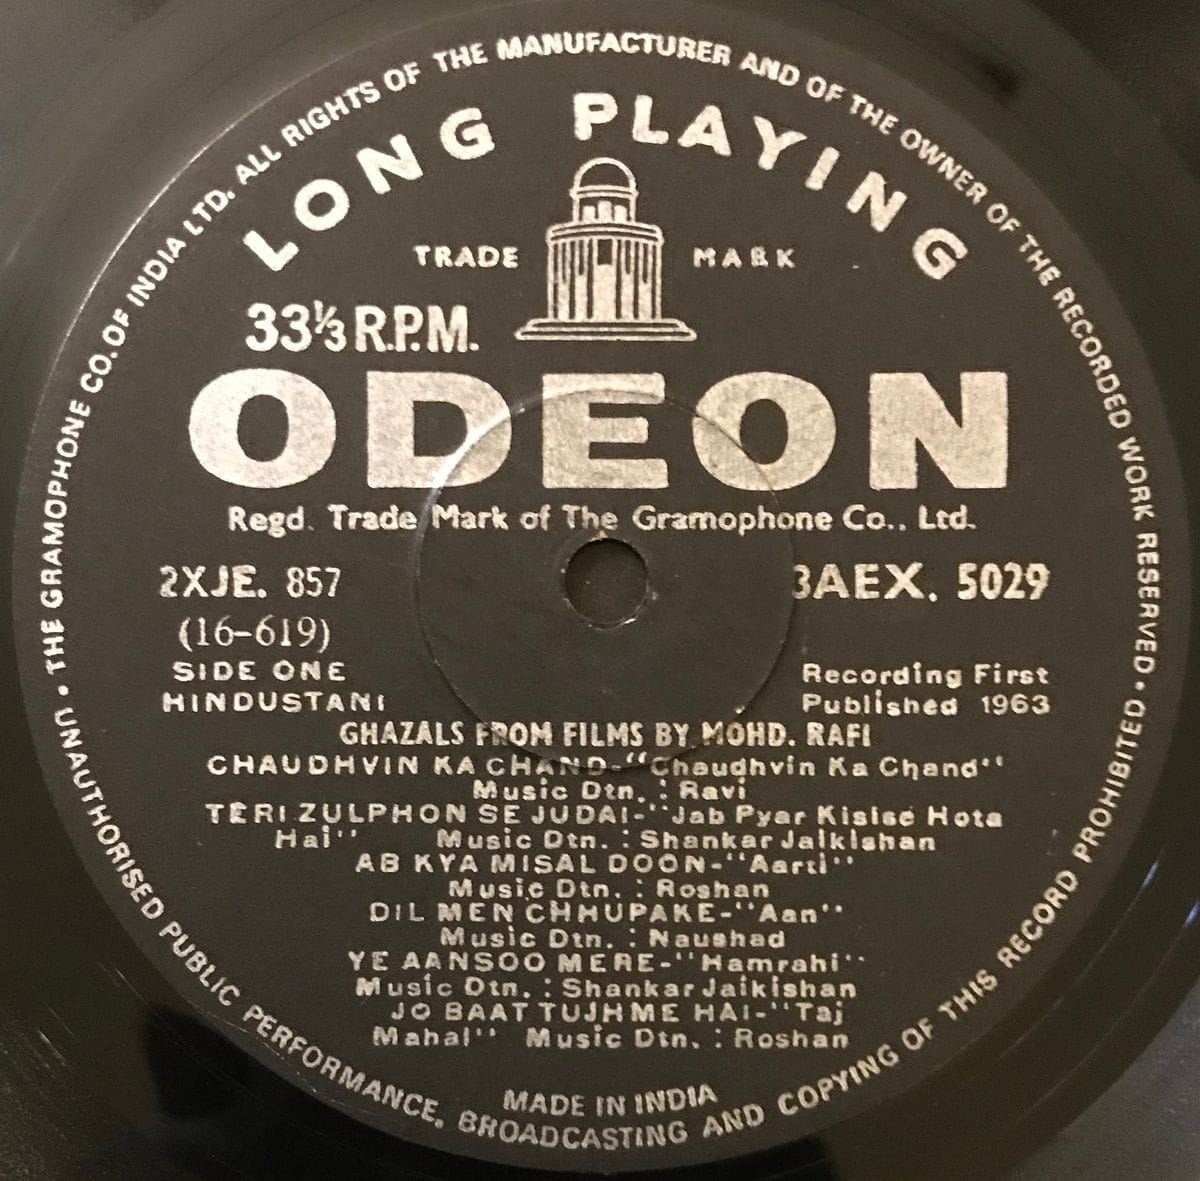 THE GRAMOPHONE CO. OF INDIA LTD. ALL RIGHTS OF THE MANUFACTURER AND OF THE OWNER OF THE RECORDED WORK RESERVED •
UNAUTHORISED PUBLIC PERFORMANCE, BROADCASTING AND COPYING OF THIS RECORD PROHIBITED •
LONG PLAYING
TRADE MARK
33⅓ R.P.M.
ODEON
Regd. Trade Mark of The Gramophone Co., Ltd.
2XJE. 857 3AEX. 5029
(16-619)
SIDE ONE Recording First
HINDUSTANI Published 1963
GHAZALS FROM FILMS BY MOHD. RAFI
CHAUDHVIN KA CHAND-"Chaudhvin Ka Chand"
Music Dtn. : Ravi
TERI ZULPHON SE JUDAI-"Jab Pyar Kisise Hota
Hai" Music Dtn. : Shankar Jaikishan
AB KYA MISAL DOON-"Aarti"
Music Dtn. : Roshan
DIL MEN CHHUPAKE-"Aan"
Music Dtn. : Naushad
YE AANSOO MERE-"Hamrahi"
Music Dtn. : Shankar Jaikishan
JO BAAT TUJHME HAI-"Taj
Mahal" Music Dtn. : Roshan
MADE IN INDIA